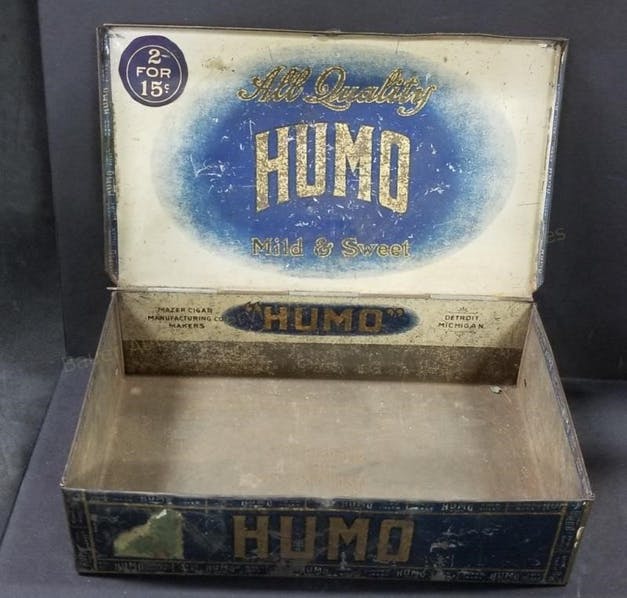 2-
FOR
15¢
All Quality
HUMO
Mild & Sweet
MAZER CIGAR
MANUFACTURING CO
MAKERS
"HUMO"
DETROIT
MICHIGAN
HUMO